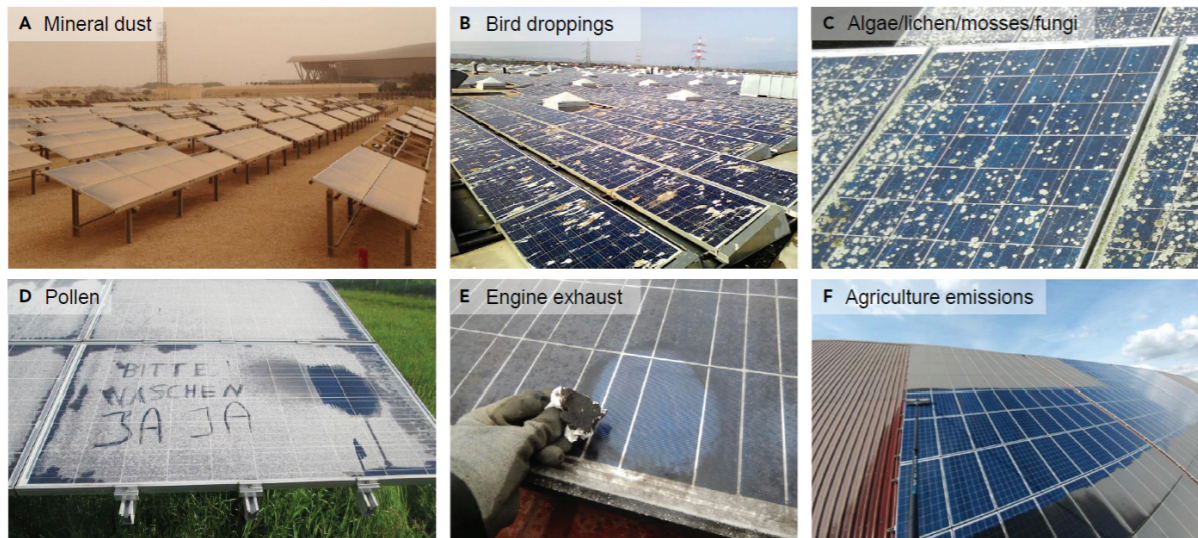 A Mineral dust
B Bird droppings
C Algae/lichen/mosses/fungi
D Pollen
BITTE
WASCHEN
JA JA
E Engine exhaust
F Agriculture emissions